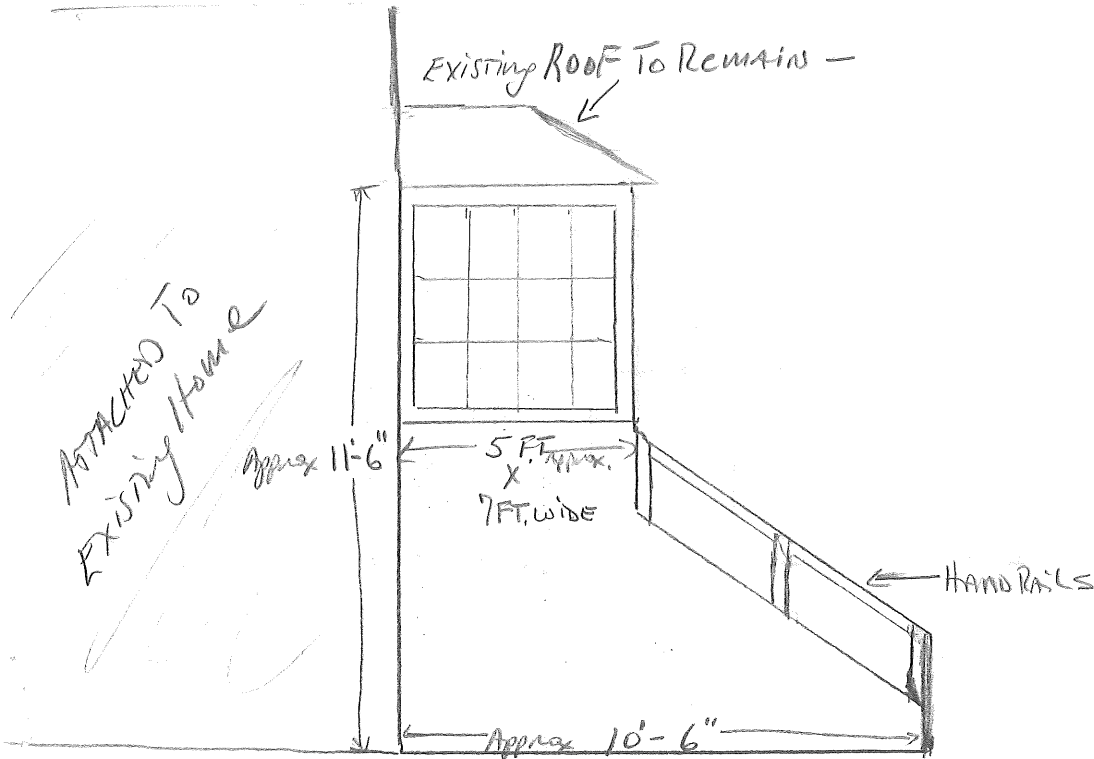 Existing ROOF To Remain —
ATTACHED To
Existing Home
Approx 11'-6"
5 FT. Approx.
X
7 FT. WIDE
HAND RAILS
Approx 10'-6"